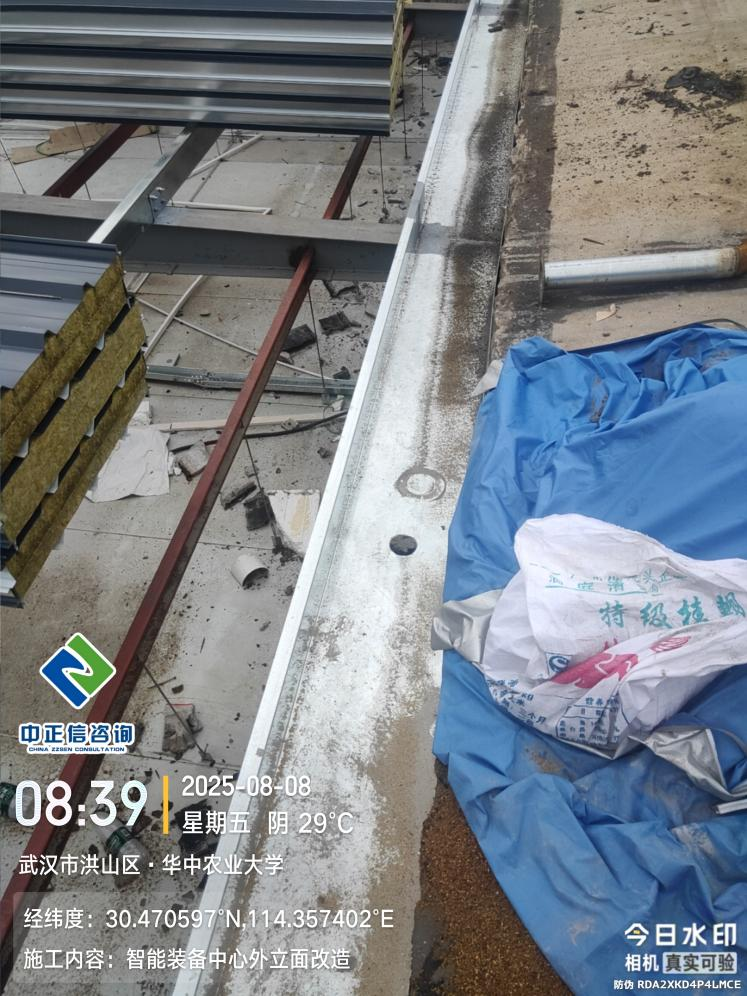 特级桂
中正信咨询
CHINA ZZSEN CONSULTATION
08:39
2025-08-08
星期五 阴 29℃
武汉市洪山区·华中农业大学
经纬度：30.470597°N,114.357402°E
施工内容：智能装备中心外立面改造
今日水印
相机 真实可验
防伪 RDA2XKD4P4LMCE